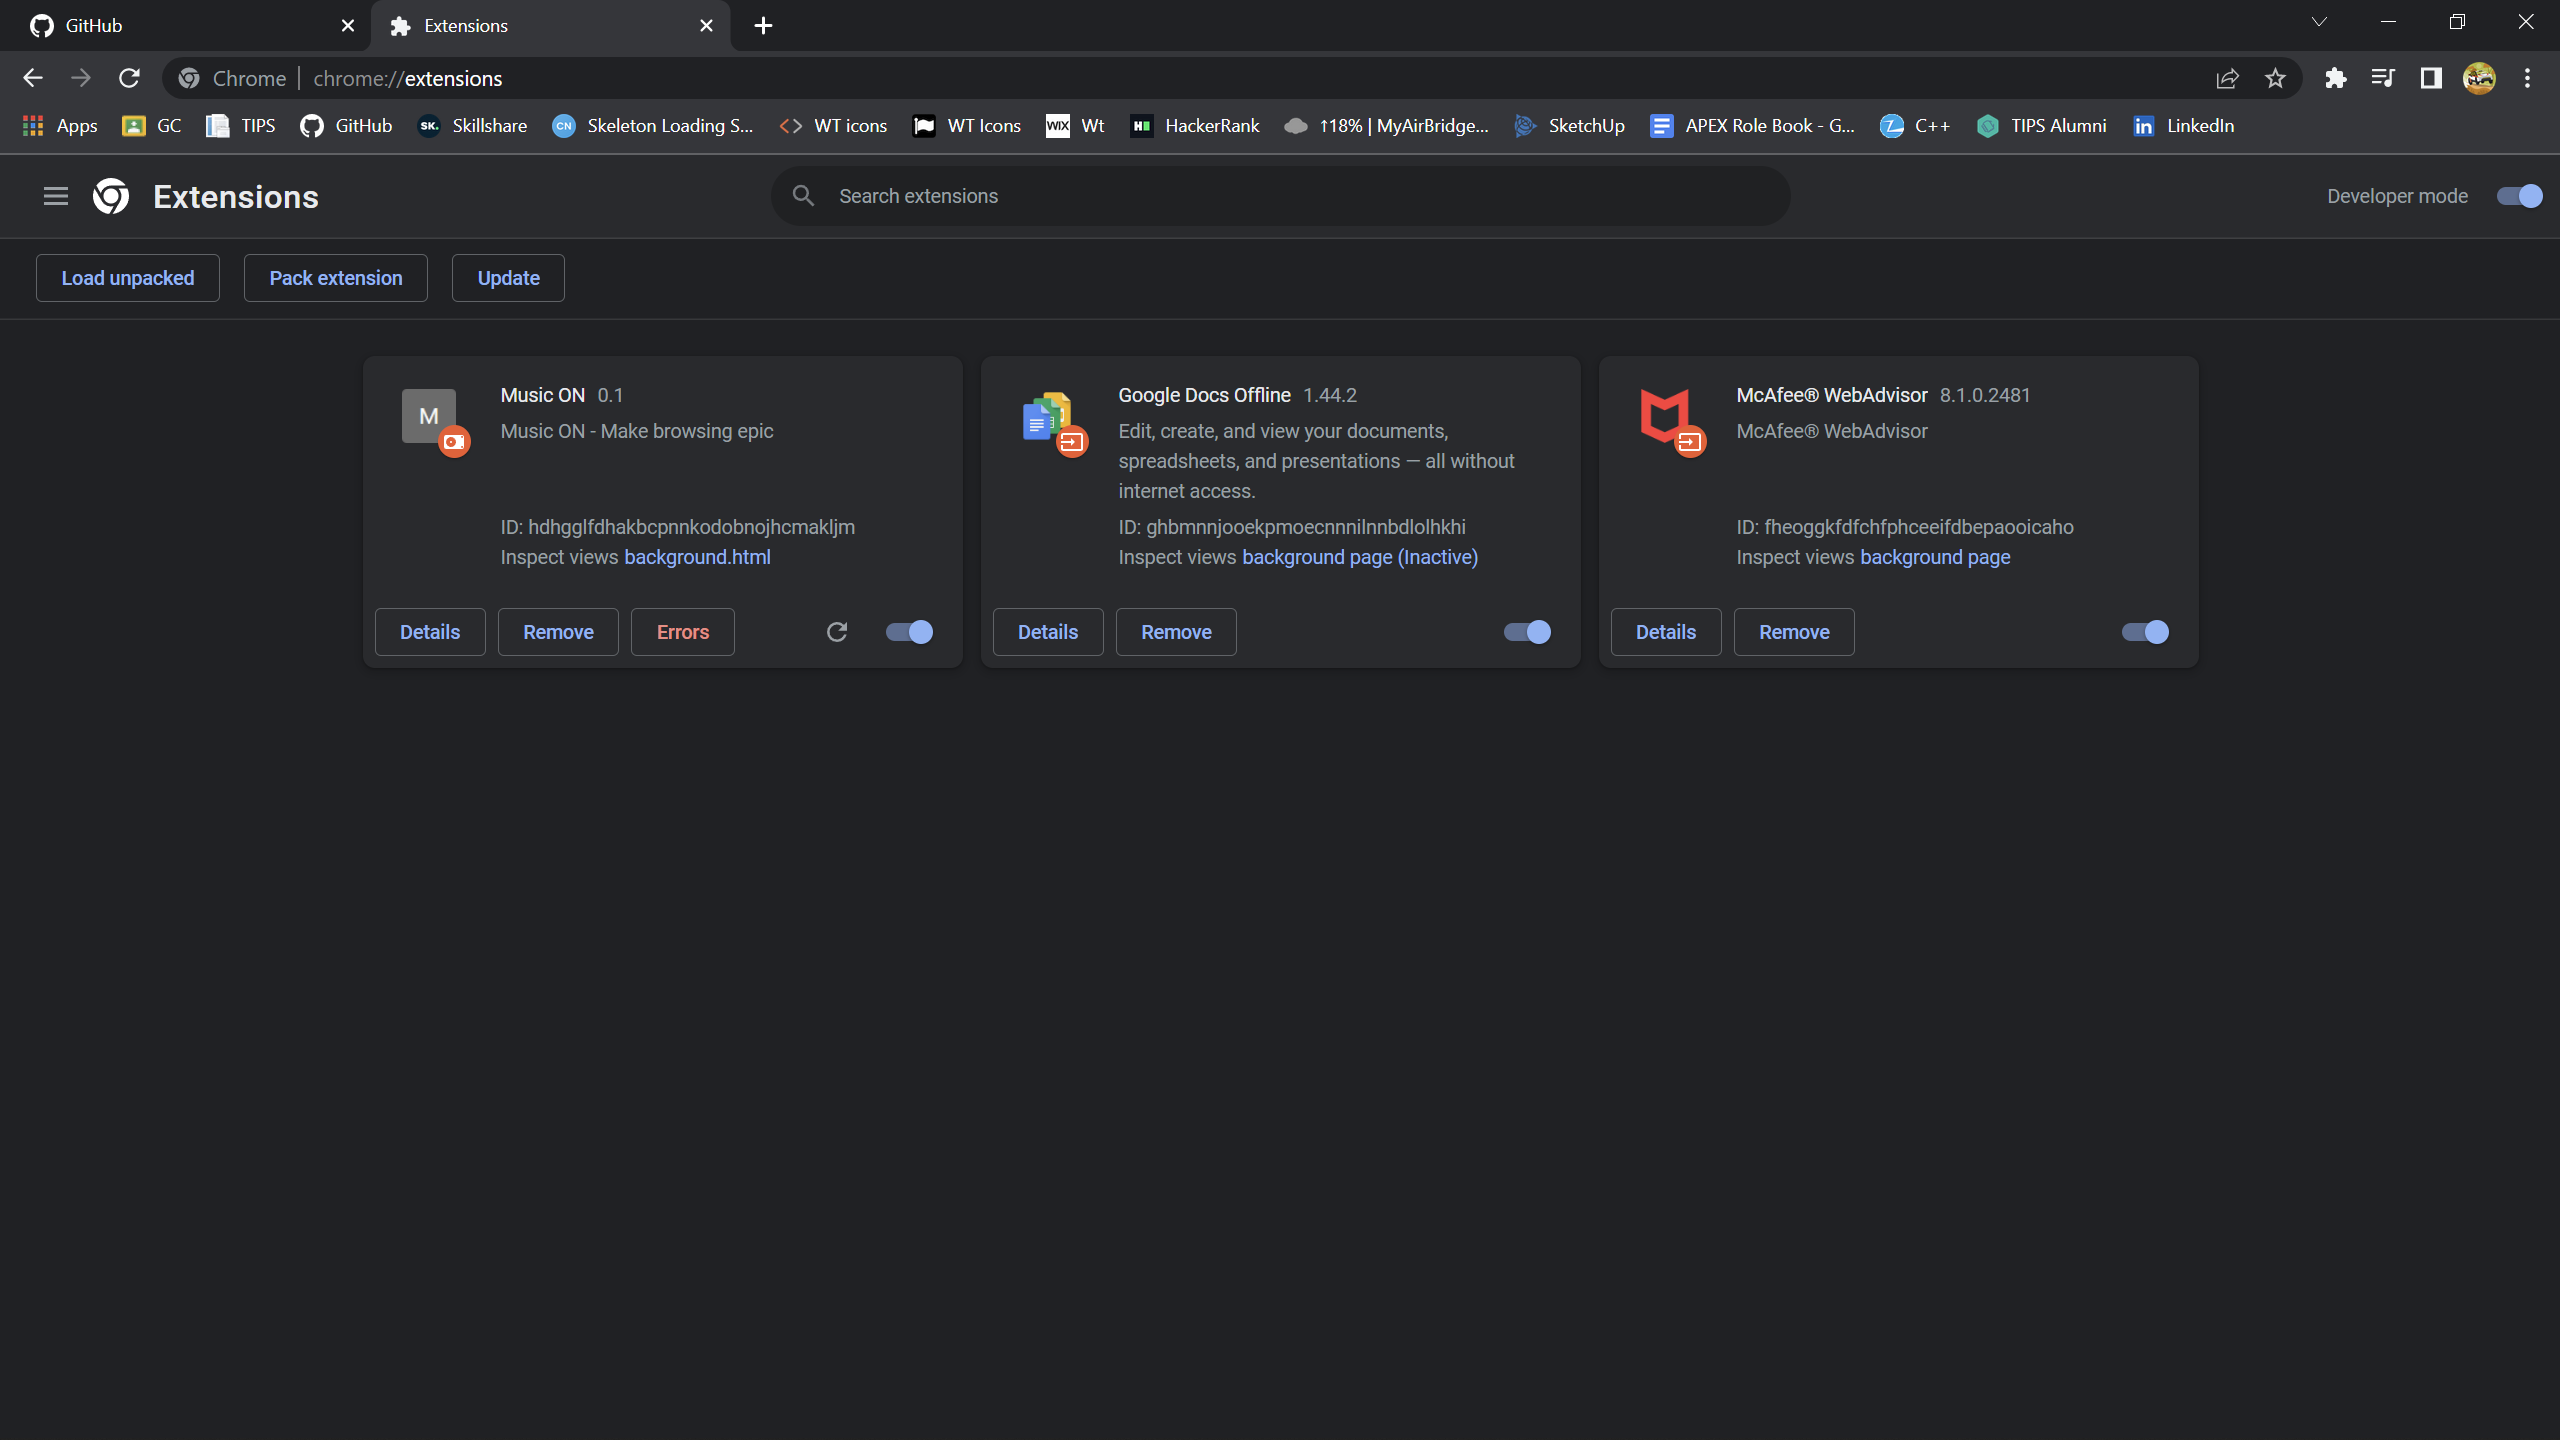 GitHub
Extensions
Chrome
chrome://extensions
Apps
GC
TIPS
GitHub
SK.
Skillshare
CN
Skeleton Loading S...
WT icons
WT Icons
WIX
Wt
HackerRank
↑18% | MyAirBridge...
SketchUp
APEX Role Book - G...
C++
TIPS Alumni
in
LinkedIn
Extensions
Search extensions
Developer mode
Load unpacked
Pack extension
Update
M
Music ON 0.1
Music ON - Make browsing epic
ID: hdhgglfdhakbcpnnkodobnojhcmakljm
Inspect views background.html
Details
Remove
Errors
Google Docs Offline 1.44.2
Edit, create, and view your documents,
spreadsheets, and presentations — all without
internet access.
ID: ghbmnnjooekpmoecnnnilnnbdlolhkhi
Inspect views background page (Inactive)
Details
Remove
McAfee® WebAdvisor 8.1.0.2481
McAfee® WebAdvisor
ID: fheoggkfdfchfphceeifdbepaooicaho
Inspect views background page
Details
Remove